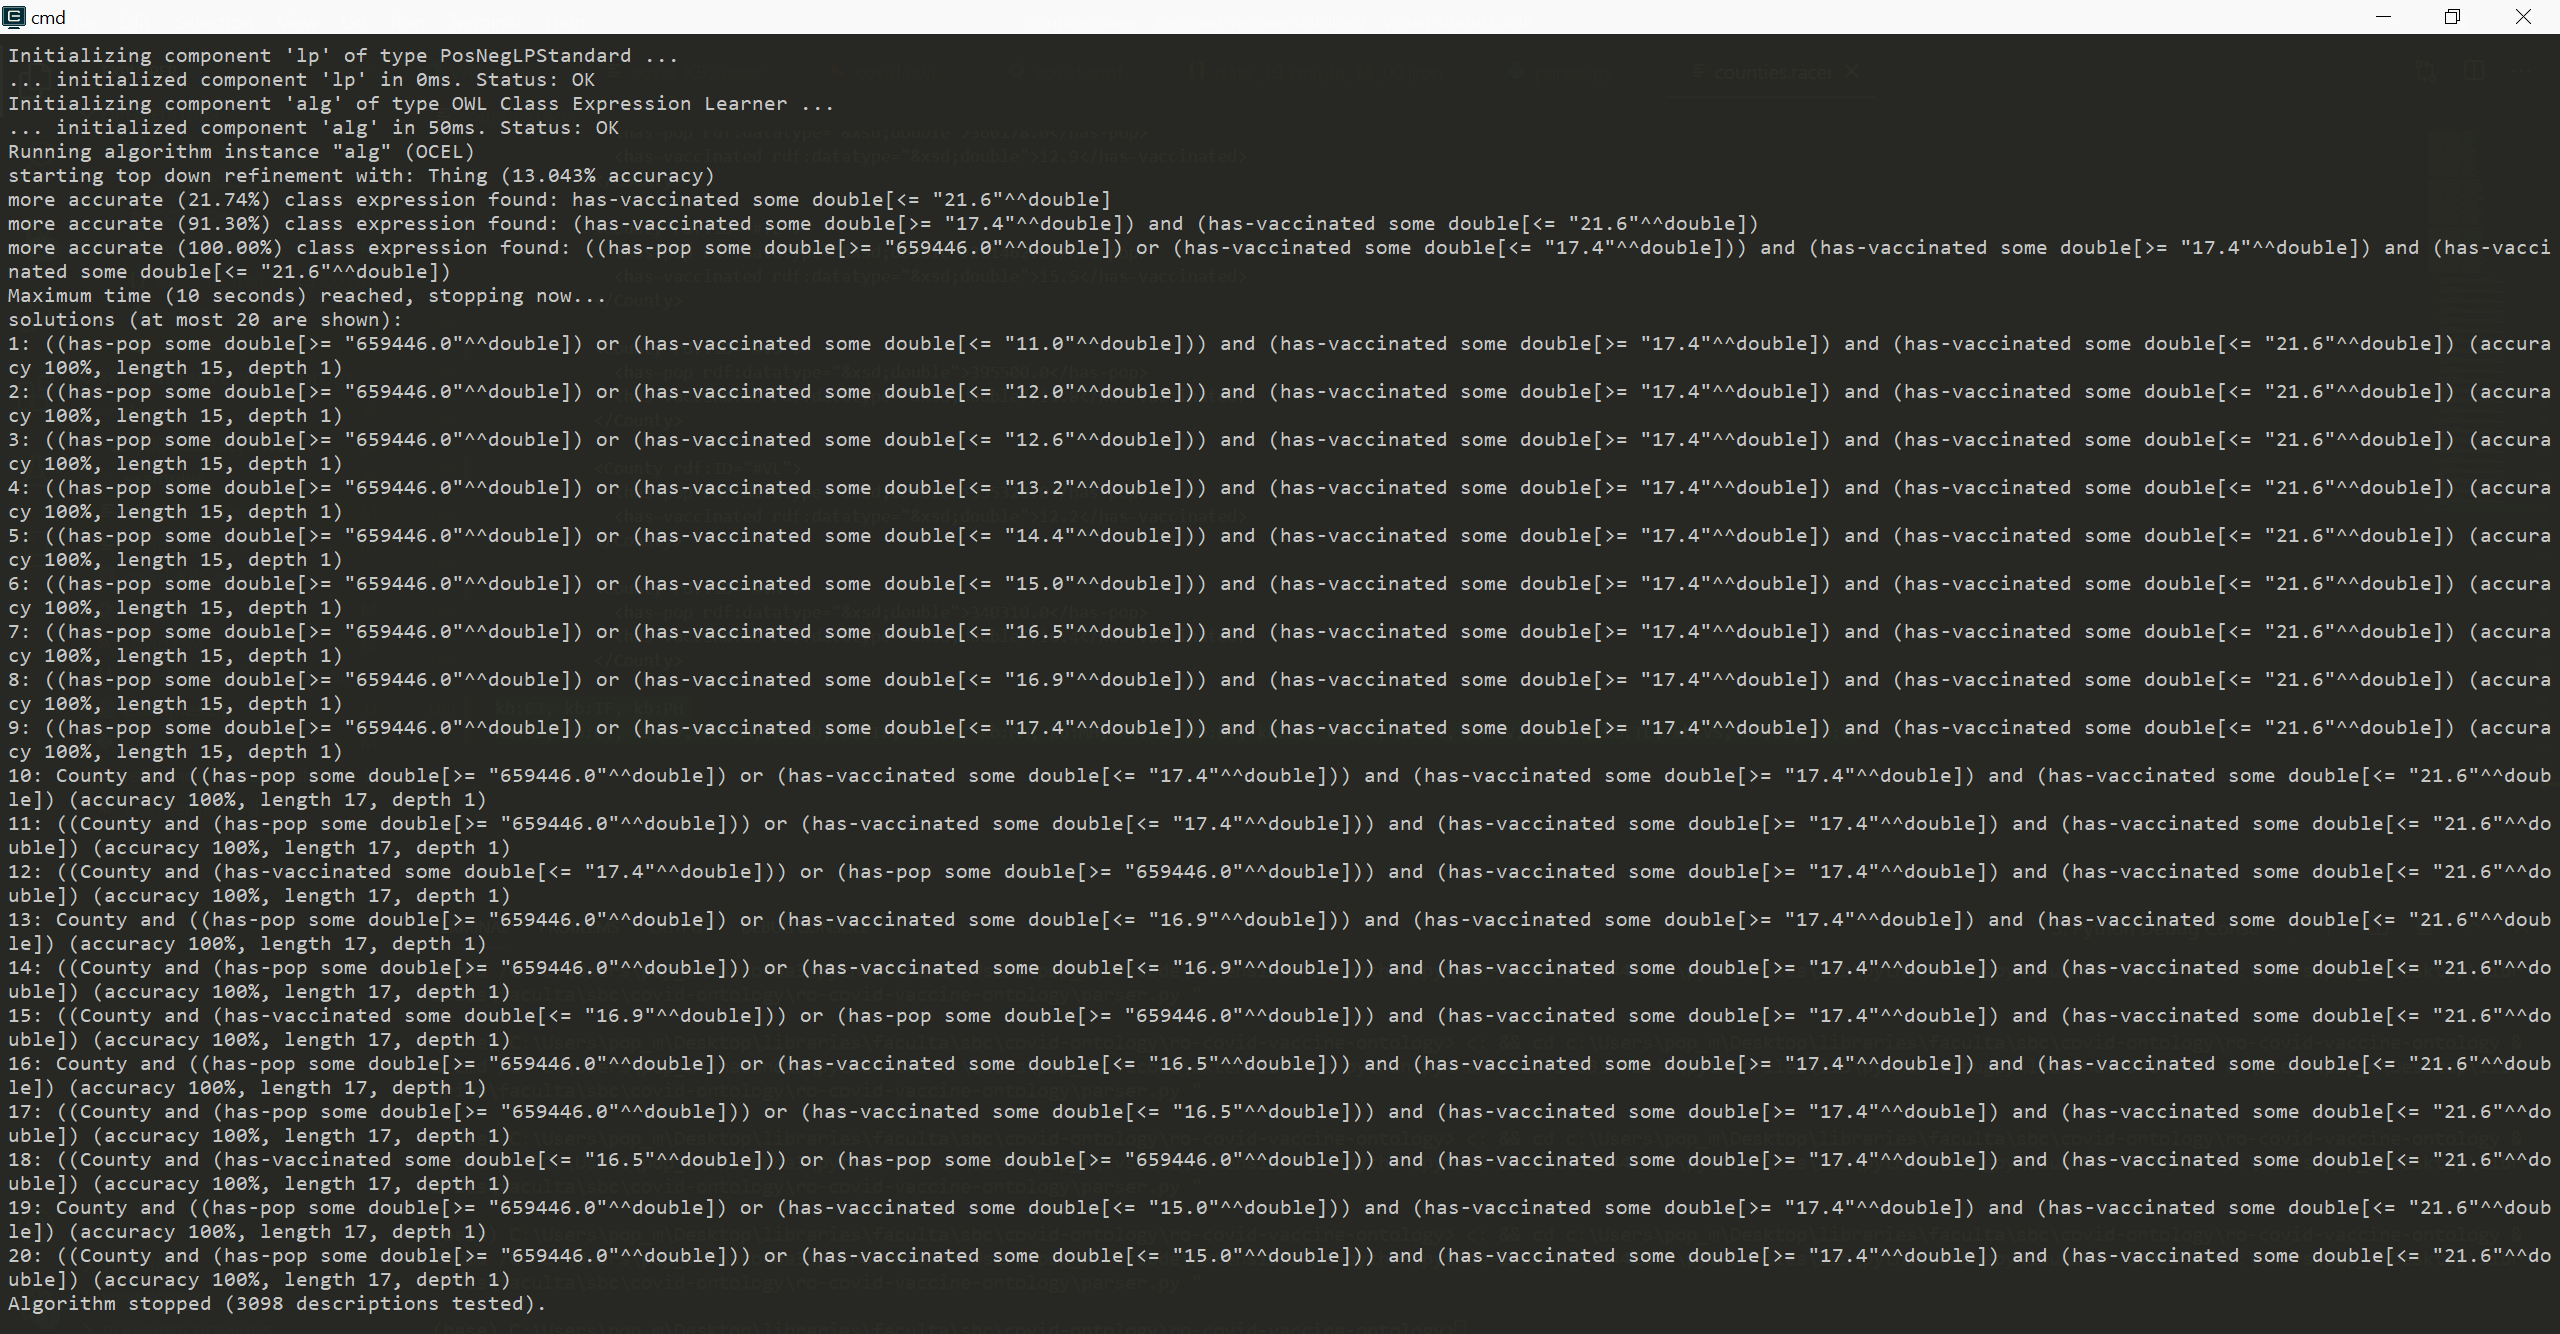 cmd
Initializing component 'lp' of type PosNegLPStandard ...
... initialized component 'lp' in 0ms. Status: OK
Initializing component 'alg' of type OWL Class Expression Learner ...
... initialized component 'alg' in 50ms. Status: OK
Running algorithm instance "alg" (OCEL)
starting top down refinement with: Thing (13.043% accuracy)
more accurate (21.74%) class expression found: has-vaccinated some double[<= "21.6"^^double]
more accurate (91.30%) class expression found: (has-vaccinated some double[>= "17.4"^^double]) and (has-vaccinated some double[<= "21.6"^^double])
more accurate (100.00%) class expression found: ((has-pop some double[>= "659446.0"^^double]) or (has-vaccinated some double[<= "17.4"^^double])) and (has-vaccinated some double[>= "17.4"^^double]) and (has-vacci
nated some double[<= "21.6"^^double])
Maximum time (10 seconds) reached, stopping now...
solutions (at most 20 are shown):
1: ((has-pop some double[>= "659446.0"^^double]) or (has-vaccinated some double[<= "11.0"^^double])) and (has-vaccinated some double[>= "17.4"^^double]) and (has-vaccinated some double[<= "21.6"^^double]) (accura
cy 100%, length 15, depth 1)
2: ((has-pop some double[>= "659446.0"^^double]) or (has-vaccinated some double[<= "12.0"^^double])) and (has-vaccinated some double[>= "17.4"^^double]) and (has-vaccinated some double[<= "21.6"^^double]) (accura
cy 100%, length 15, depth 1)
3: ((has-pop some double[>= "659446.0"^^double]) or (has-vaccinated some double[<= "12.6"^^double])) and (has-vaccinated some double[>= "17.4"^^double]) and (has-vaccinated some double[<= "21.6"^^double]) (accura
cy 100%, length 15, depth 1)
4: ((has-pop some double[>= "659446.0"^^double]) or (has-vaccinated some double[<= "13.2"^^double])) and (has-vaccinated some double[>= "17.4"^^double]) and (has-vaccinated some double[<= "21.6"^^double]) (accura
cy 100%, length 15, depth 1)
5: ((has-pop some double[>= "659446.0"^^double]) or (has-vaccinated some double[<= "14.4"^^double])) and (has-vaccinated some double[>= "17.4"^^double]) and (has-vaccinated some double[<= "21.6"^^double]) (accura
cy 100%, length 15, depth 1)
6: ((has-pop some double[>= "659446.0"^^double]) or (has-vaccinated some double[<= "15.0"^^double])) and (has-vaccinated some double[>= "17.4"^^double]) and (has-vaccinated some double[<= "21.6"^^double]) (accura
cy 100%, length 15, depth 1)
7: ((has-pop some double[>= "659446.0"^^double]) or (has-vaccinated some double[<= "16.5"^^double])) and (has-vaccinated some double[>= "17.4"^^double]) and (has-vaccinated some double[<= "21.6"^^double]) (accura
cy 100%, length 15, depth 1)
8: ((has-pop some double[>= "659446.0"^^double]) or (has-vaccinated some double[<= "16.9"^^double])) and (has-vaccinated some double[>= "17.4"^^double]) and (has-vaccinated some double[<= "21.6"^^double]) (accura
cy 100%, length 15, depth 1)
9: ((has-pop some double[>= "659446.0"^^double]) or (has-vaccinated some double[<= "17.4"^^double])) and (has-vaccinated some double[>= "17.4"^^double]) and (has-vaccinated some double[<= "21.6"^^double]) (accura
cy 100%, length 15, depth 1)
10: County and ((has-pop some double[>= "659446.0"^^double]) or (has-vaccinated some double[<= "17.4"^^double])) and (has-vaccinated some double[>= "17.4"^^double]) and (has-vaccinated some double[<= "21.6"^^doub
le]) (accuracy 100%, length 17, depth 1)
11: ((County and (has-pop some double[>= "659446.0"^^double])) or (has-vaccinated some double[<= "17.4"^^double])) and (has-vaccinated some double[>= "17.4"^^double]) and (has-vaccinated some double[<= "21.6"^^do
uble]) (accuracy 100%, length 17, depth 1)
12: ((County and (has-vaccinated some double[<= "17.4"^^double])) or (has-pop some double[>= "659446.0"^^double])) and (has-vaccinated some double[>= "17.4"^^double]) and (has-vaccinated some double[<= "21.6"^^do
uble]) (accuracy 100%, length 17, depth 1)
13: County and ((has-pop some double[>= "659446.0"^^double]) or (has-vaccinated some double[<= "16.9"^^double])) and (has-vaccinated some double[>= "17.4"^^double]) and (has-vaccinated some double[<= "21.6"^^doub
le]) (accuracy 100%, length 17, depth 1)
14: ((County and (has-pop some double[>= "659446.0"^^double])) or (has-vaccinated some double[<= "16.9"^^double])) and (has-vaccinated some double[>= "17.4"^^double]) and (has-vaccinated some double[<= "21.6"^^do
uble]) (accuracy 100%, length 17, depth 1)
15: ((County and (has-vaccinated some double[<= "16.9"^^double])) or (has-pop some double[>= "659446.0"^^double])) and (has-vaccinated some double[>= "17.4"^^double]) and (has-vaccinated some double[<= "21.6"^^do
uble]) (accuracy 100%, length 17, depth 1)
16: County and ((has-pop some double[>= "659446.0"^^double]) or (has-vaccinated some double[<= "16.5"^^double])) and (has-vaccinated some double[>= "17.4"^^double]) and (has-vaccinated some double[<= "21.6"^^doub
le]) (accuracy 100%, length 17, depth 1)
17: ((County and (has-pop some double[>= "659446.0"^^double])) or (has-vaccinated some double[<= "16.5"^^double])) and (has-vaccinated some double[>= "17.4"^^double]) and (has-vaccinated some double[<= "21.6"^^do
uble]) (accuracy 100%, length 17, depth 1)
18: ((County and (has-vaccinated some double[<= "16.5"^^double])) or (has-pop some double[>= "659446.0"^^double])) and (has-vaccinated some double[>= "17.4"^^double]) and (has-vaccinated some double[<= "21.6"^^do
uble]) (accuracy 100%, length 17, depth 1)
19: County and ((has-pop some double[>= "659446.0"^^double]) or (has-vaccinated some double[<= "15.0"^^double])) and (has-vaccinated some double[>= "17.4"^^double]) and (has-vaccinated some double[<= "21.6"^^doub
le]) (accuracy 100%, length 17, depth 1)
20: ((County and (has-pop some double[>= "659446.0"^^double])) or (has-vaccinated some double[<= "15.0"^^double])) and (has-vaccinated some double[>= "17.4"^^double]) and (has-vaccinated some double[<= "21.6"^^do
uble]) (accuracy 100%, length 17, depth 1)
Algorithm stopped (3098 descriptions tested).